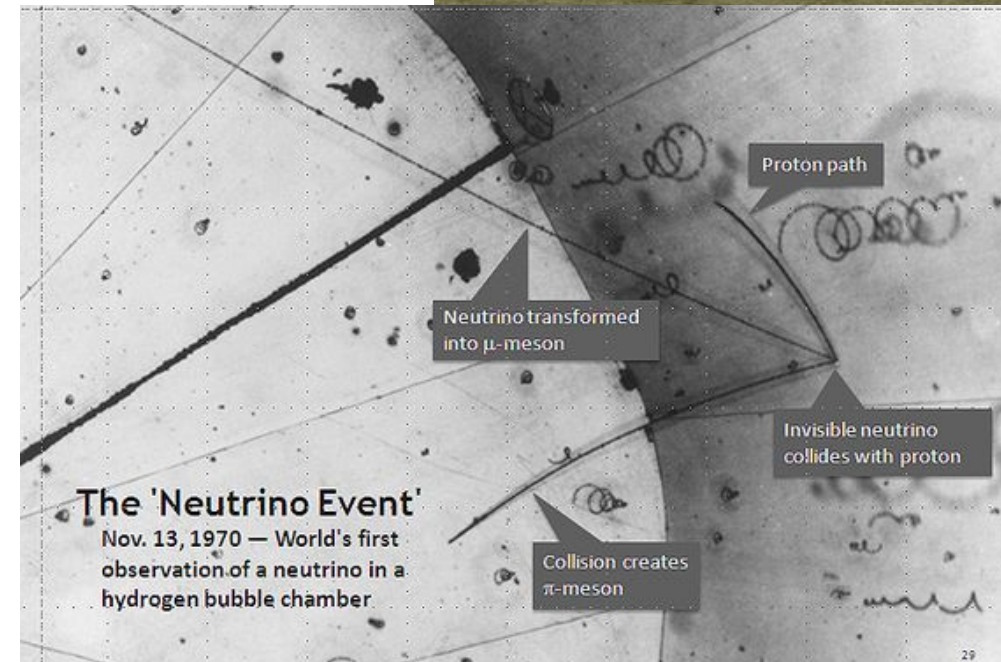 Proton path
Neutrino transformed
into μ-meson
Invisible neutrino
collides with proton
The 'Neutrino Event'
Nov. 13, 1970 — World's first
observation of a neutrino in a
hydrogen bubble chamber
Collision creates
π-meson
29